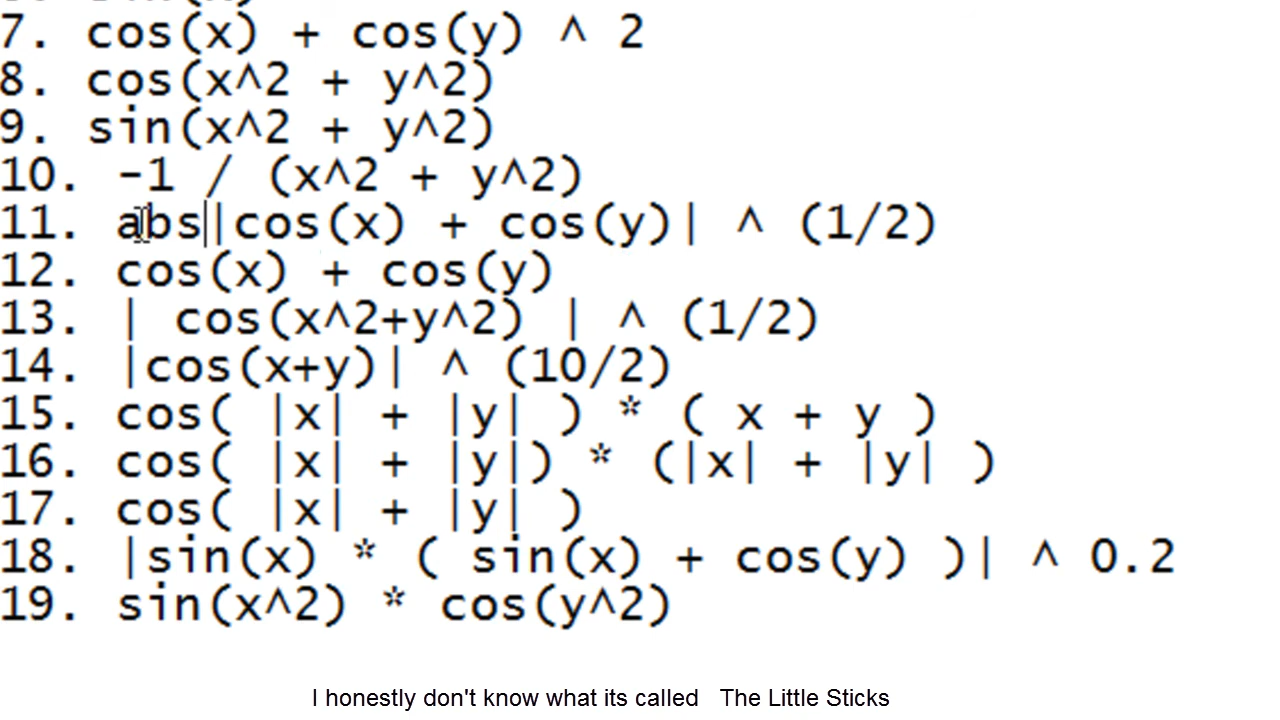 7. cos(x) + cos(y) ^ 2
8. cos(x^2 + y^2)
9. sin(x^2 + y^2)
10. -1 / (x^2 + y^2)
11. abs||cos(x) + cos(y)| ^ (1/2)
12. cos(x) + cos(y)
13. | cos(x^2+y^2) | ^ (1/2)
14. |cos(x+y)| ^ (10/2)
15. cos( |x| + |y| ) * ( x + y )
16. cos( |x| + |y|) * (|x| + |y| )
17. cos( |x| + |y| )
18. |sin(x) * ( sin(x) + cos(y) )| ^ 0.2
19. sin(x^2) * cos(y^2)
I honestly don't know what its called The Little Sticks